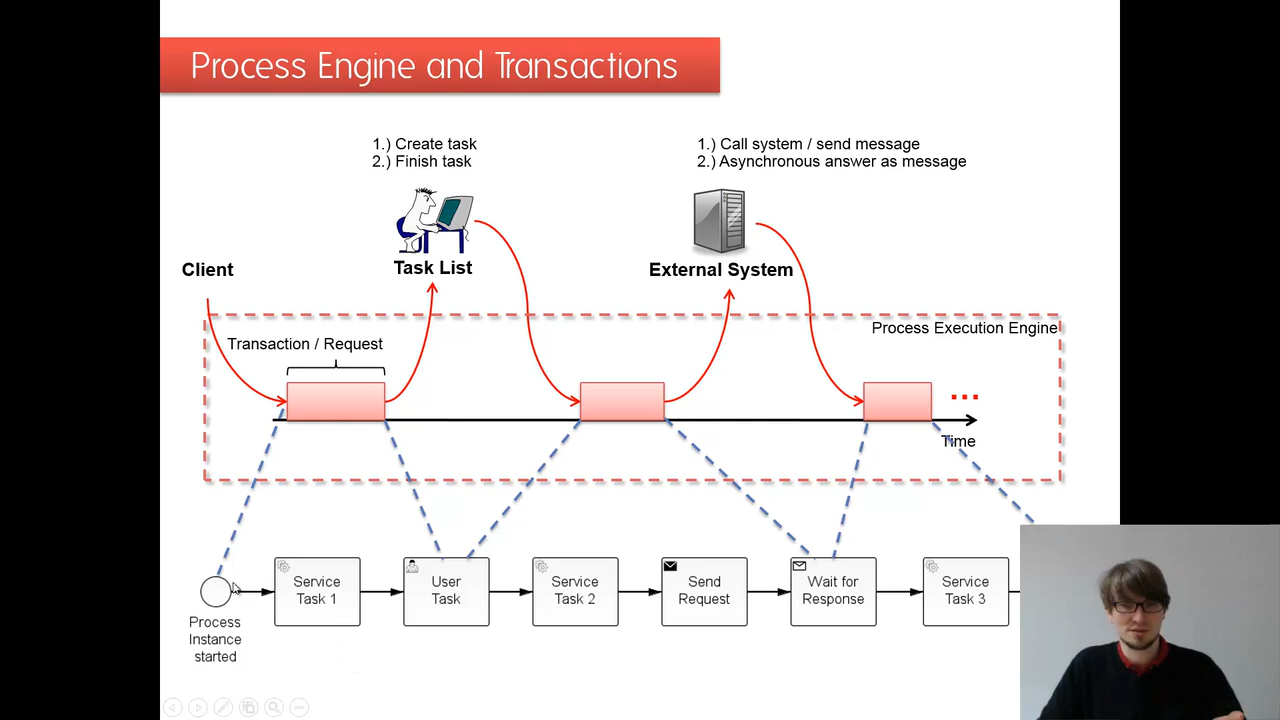 Process Engine and Transactions
1.) Create task
2.) Finish task
1.) Call system / send message
2.) Asynchronous answer as message
Client
Task List
External System
Process Execution Engine
Transaction / Request
...
Time
Service
Task 1
User
Task
Service
Task 2
Send
Request
Wait for
Response
Service
Task 3
Process
Instance
started